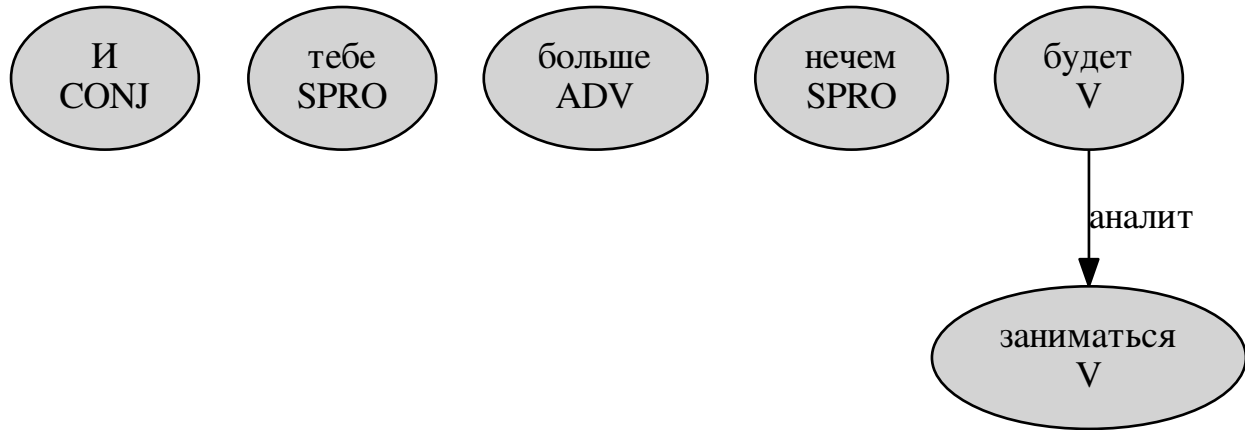 И
CONJ
тебе
SPRO
больше
ADV
нечем
SPRO
будет
V
аналит
заниматься
V